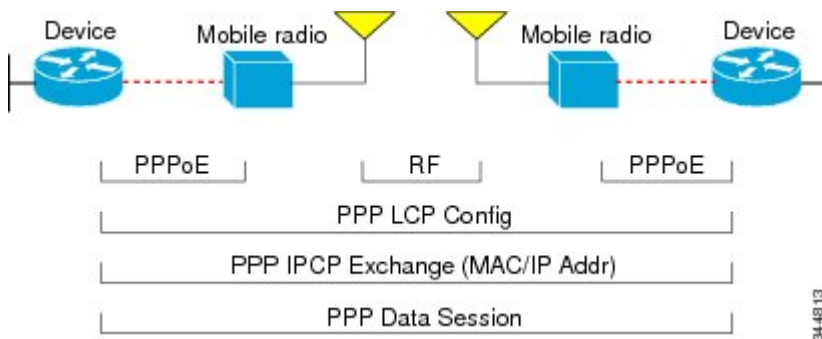 Device
Mobile radio
Mobile radio
Device
PPPoE
RF
PPPoE
PPP LCP Config
PPP IPCP Exchange (MAC/IP Addr)
PPP Data Session
344813